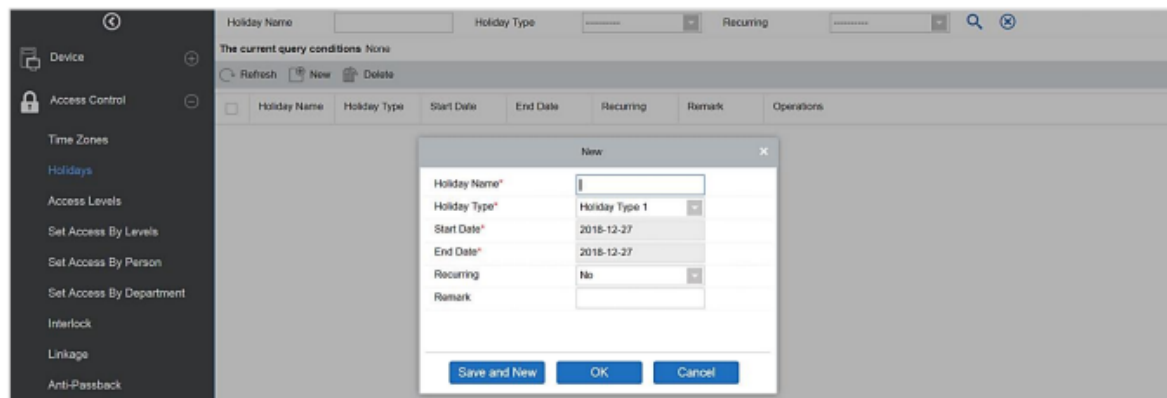 Holiday Name Holiday Type ---------- Recurring ----------
The current query conditions None
Refresh New Delete
Holiday Name Holiday Type Start Date End Date Recurring Remark Operations
Device
Access Control
Time Zones
Holidays
Access Levels
Set Access By Levels
Set Access By Person
Set Access By Department
Interlock
Linkage
Anti-Passback
New
Holiday Name*
Holiday Type* Holiday Type 1
Start Date* 2018-12-27
End Date* 2018-12-27
Recurring No
Remark
Save and New OK Cancel